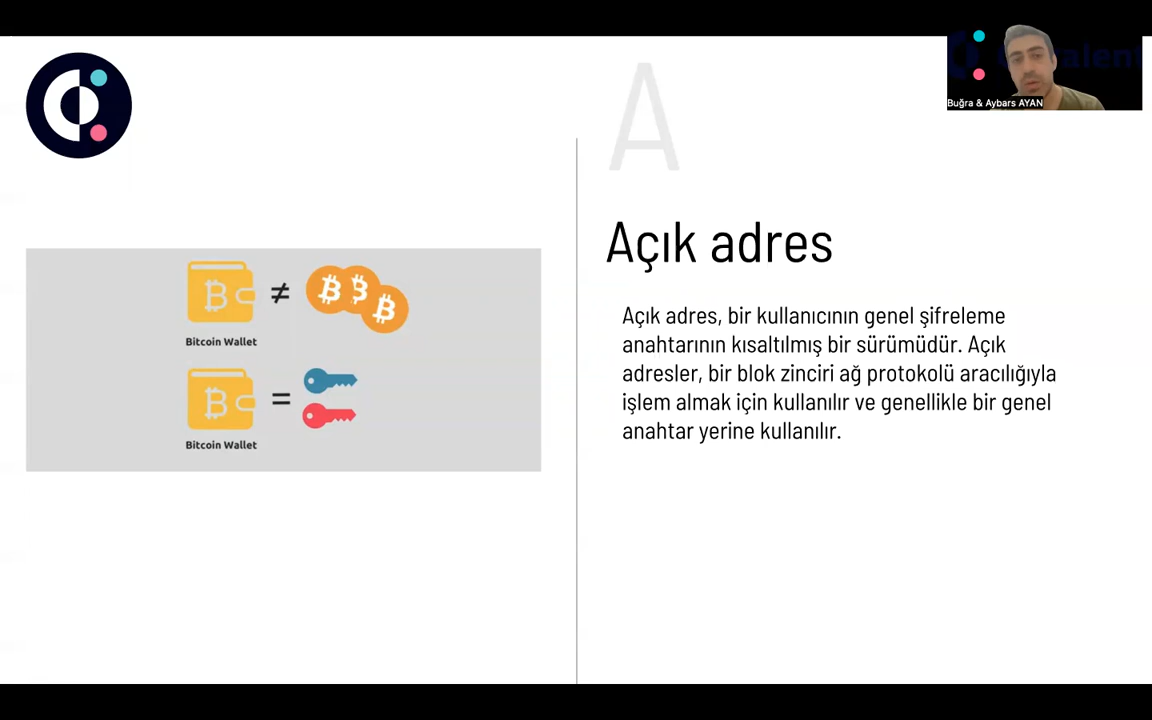 A
Buğra & Aybars AYAN
Açık adres
Bitcoin Wallet
Bitcoin Wallet
Açık adres, bir kullanıcının genel şifreleme
anahtarının kısaltılmış bir sürümüdür. Açık
adresler, bir blok zinciri ağ protokolü aracılığıyla
işlem almak için kullanılır ve genellikle bir genel
anahtar yerine kullanılır.